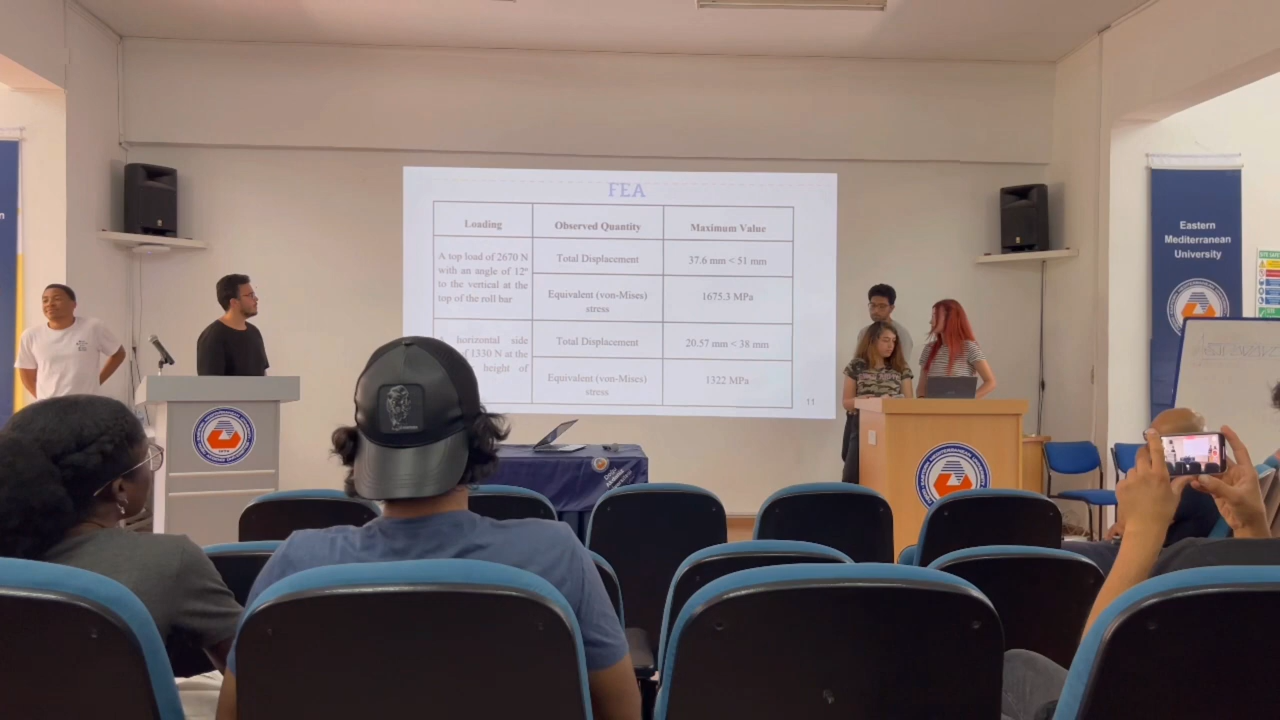 FEA
Loading
Observed Quantity
Maximum Value
A top load of 2670 N
with an angle of 12º
to the vertical at the
top of the roll bar
Total Displacement
37.6 mm < 51 mm
Equivalent (von-Mises)
stress
1675.3 MPa
horizontal side
of 1330 N at the
height of
Total Displacement
20.57 mm < 38 mm
Equivalent (von-Mises)
stress
1322 MPa
11
Eastern
Mediterranean
University